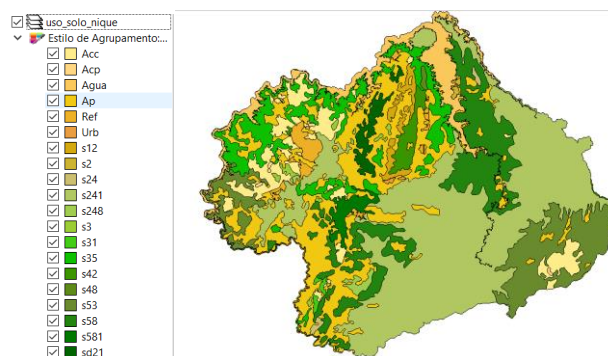 uso_solo_nique
Estilo de Agrupamento:...
Acc
Acp
Agua
Ap
Ref
Urb
s12
s2
s24
s241
s248
s3
s31
s35
s42
s48
s53
s58
s581
sd21